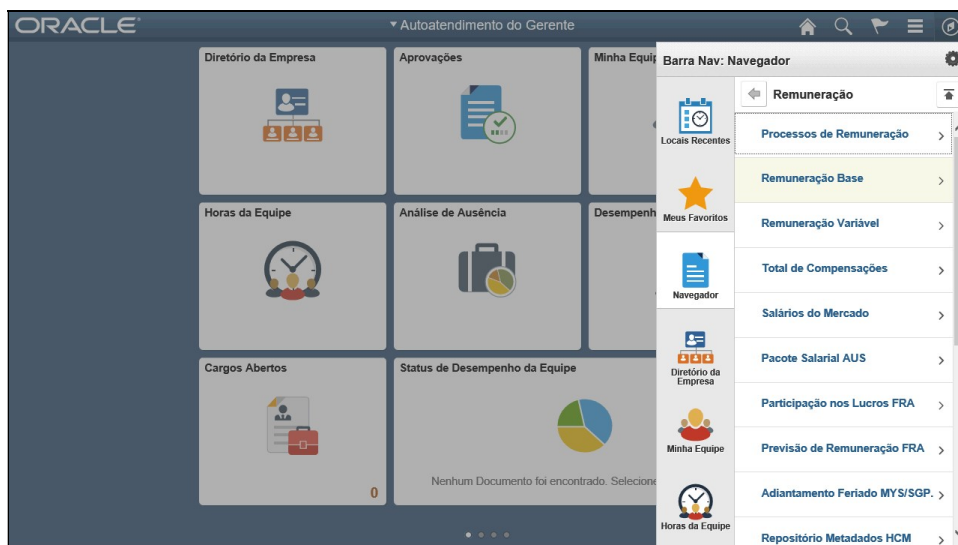 ORACLE
Autoatendimento do Gerente
Diretório da Empresa
Aprovações
Minha Equip
Horas da Equipe
Análise de Ausência
Desempenh
Cargos Abertos
0
Status de Desempenho da Equipe
Nenhum Documento foi encontrado. Selecione
Barra Nav: Navegador
Locais Recentes
Meus Favoritos
Navegador
Diretório da
Empresa
Minha Equipe
Horas da Equipe
Remuneração
Processos de Remuneração
Remuneração Base
Remuneração Variável
Total de Compensações
Salários do Mercado
Pacote Salarial AUS
Participação nos Lucros FRA
Previsão de Remuneração FRA
Adiantamento Feriado MYS/SGP.
Repositório Metadados HCM